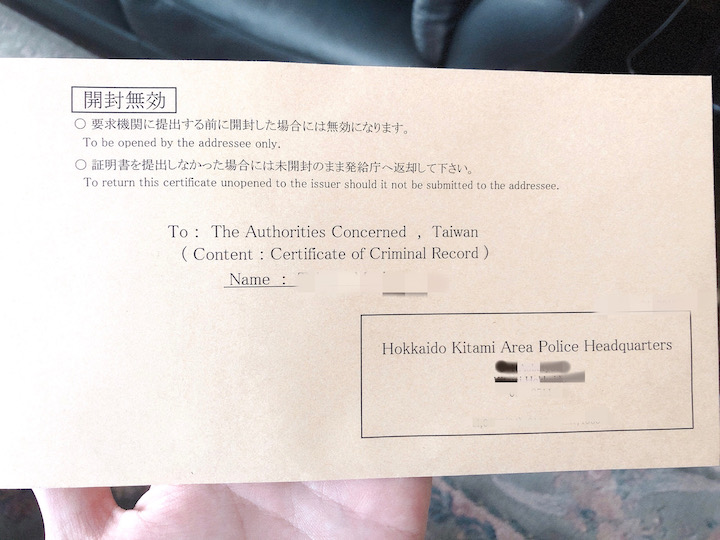 開封無効
○ 要求機関に提出する前に開封した場合には無効になります。
To be opened by the addressee only.
○ 証明書を提出しなかった場合には未開封のまま発給庁へ返却して下さい。
To return this certificate unopened to the issuer should it not be submitted to the addressee.
To : The Authorities Concerned , Taiwan
( Content : Certificate of Criminal Record )
Name :
Hokkaido Kitami Area Police Headquarters